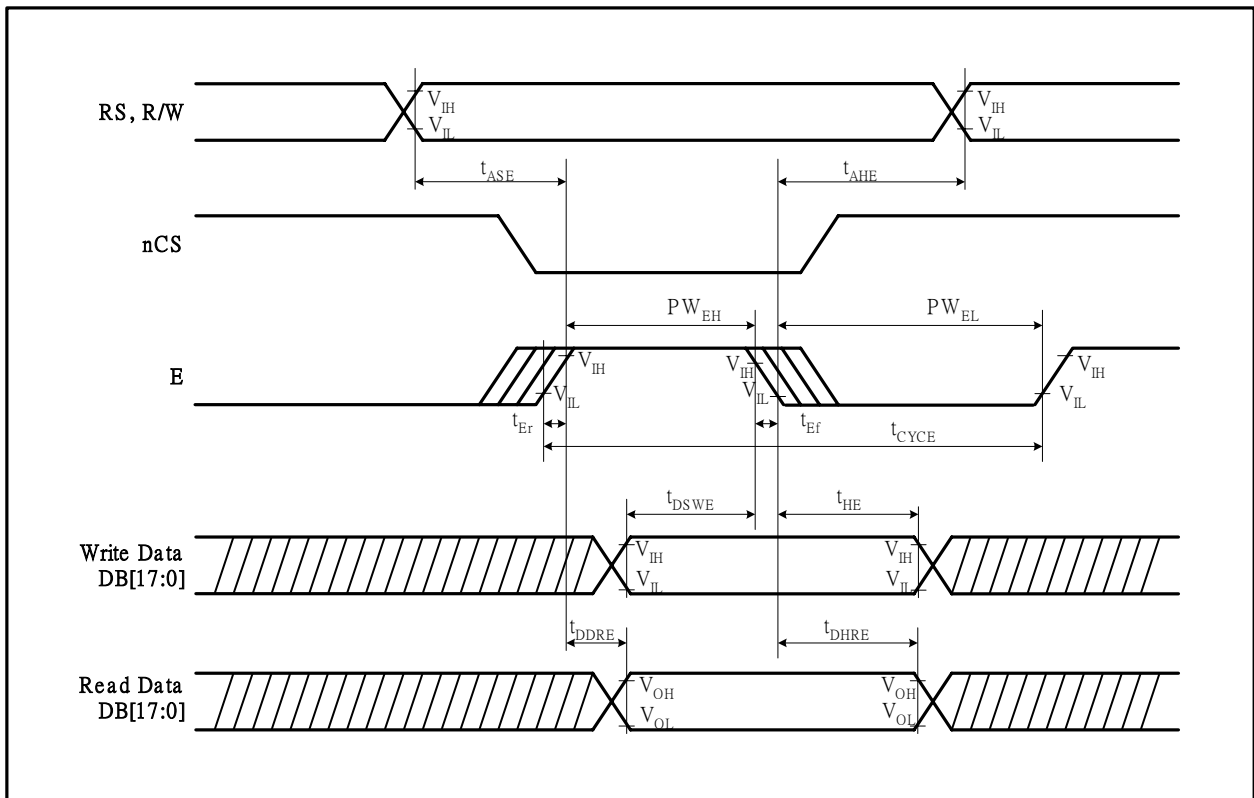 RS, R/W
V_IH
V_IH
V_IL
V_IL
t_ASE
t_AHE
nCS
PW_EH
PW_EL
E
V_IH
V_IH
V_IH
V_IL
V_IL
V_IL
t_Er
t_Ef
t_CYCE
t_DSWE
t_HE
Write Data
DB[17:0]
V_IH
V_IH
V_IL
V_IL
t_DDRE
t_DHRE
Read Data
DB[17:0]
V_OH
V_OH
V_OL
V_OL